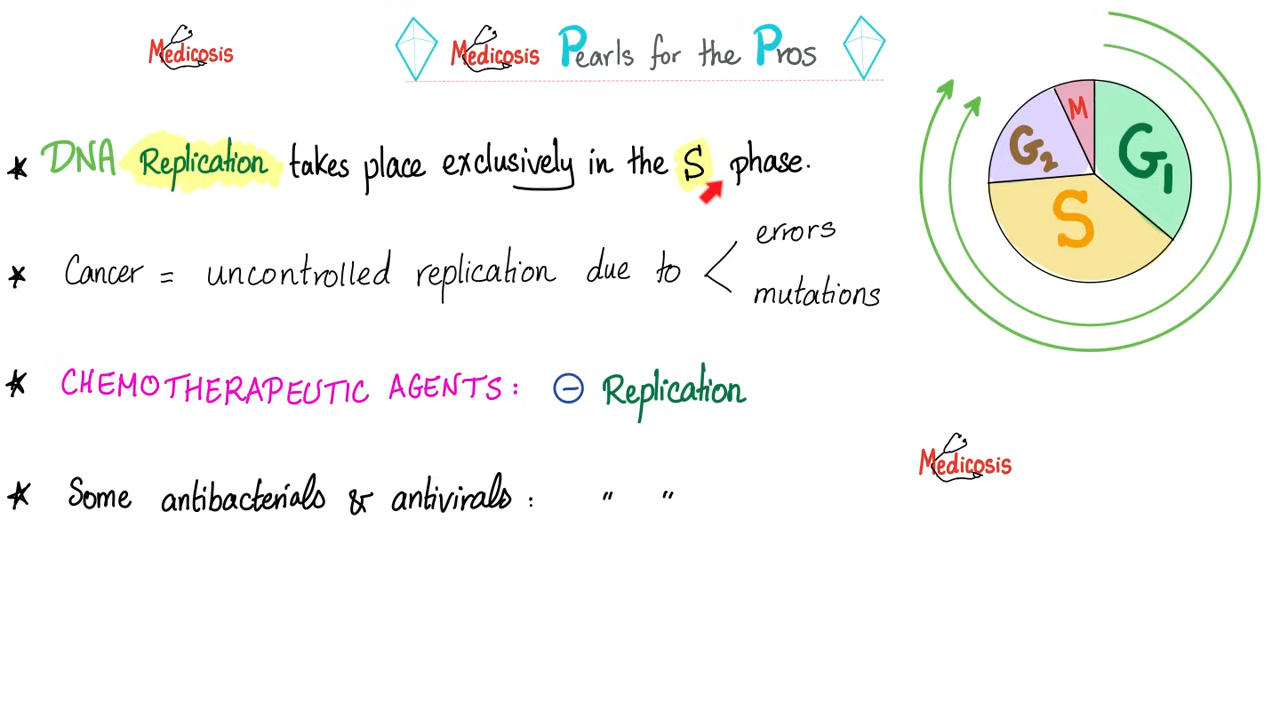 Medicosis
Medicosis Pearls for the Pros
* DNA Replication takes place exclusively in the S phase.
* Cancer = uncontrolled replication due to < errors
mutations
* CHEMOTHERAPEUTIC AGENTS: ⊖ Replication
* Some antibacterials & antivirals: " "
M
G₂
G₁
S
Medicosis